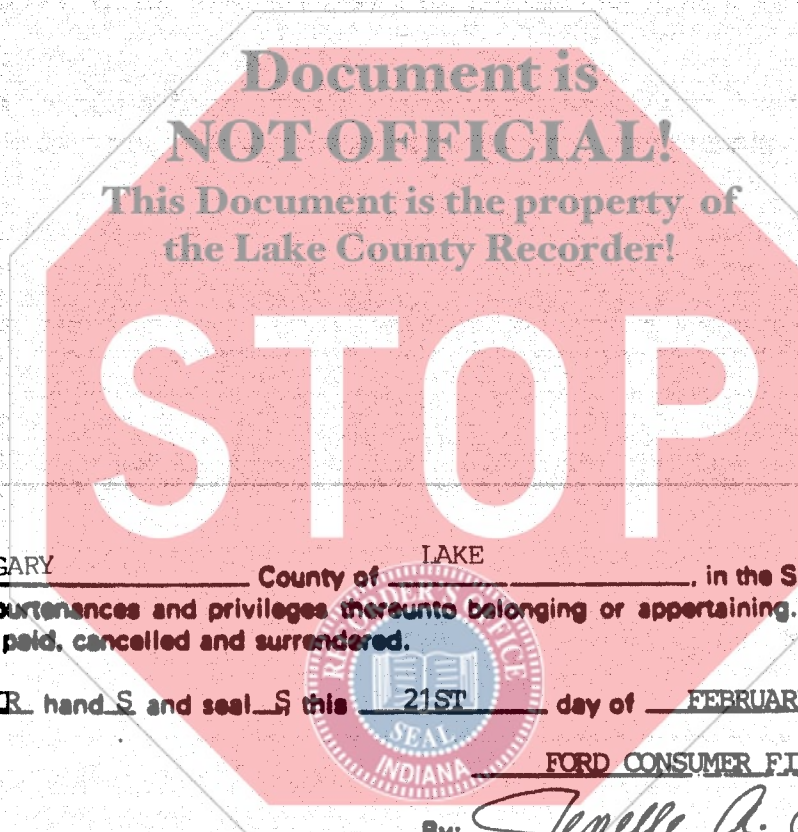 Document is
NOT OFFICIAL!
This Document is the property of
the Lake County Recorder!
STOP
GARY County of LAKE, in the S
purtenances and privileges thereunto belonging or appertaining.
paid, cancelled and surrendered.
R hand S and seal S this 21ST day of FEBRUAR
RECORDER'S OFFICE
SEAL
INDIANA
FORD CONSUMER FI
By: Jenelle A.